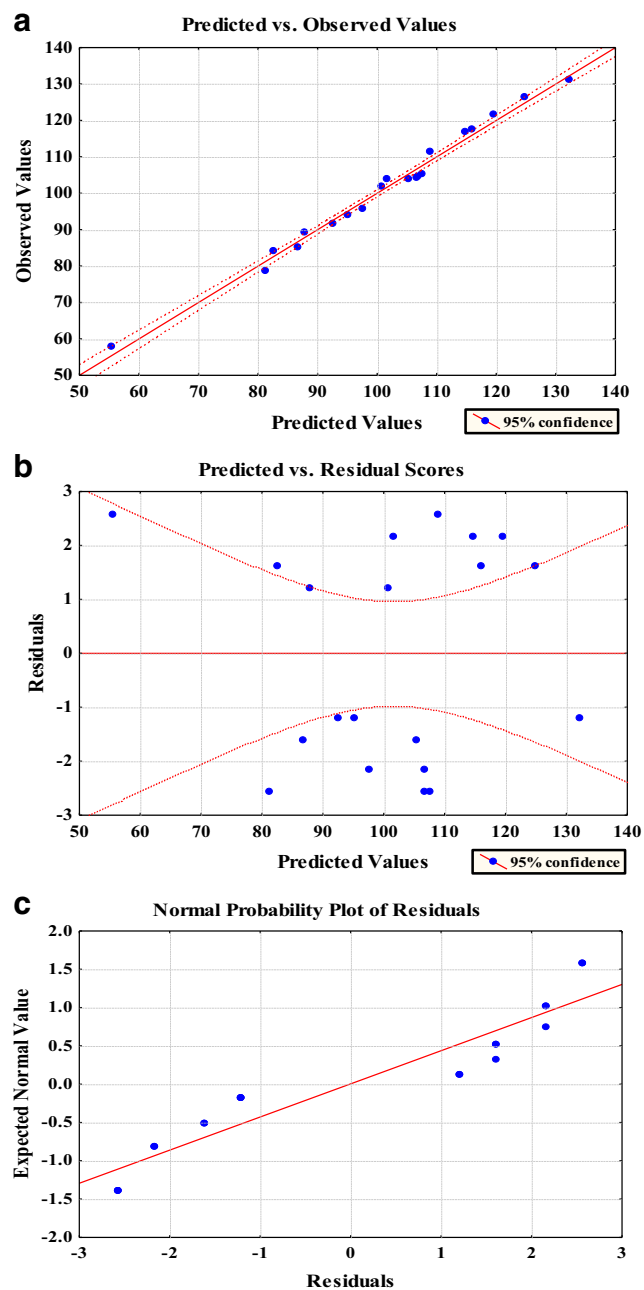 a
Predicted vs. Observed Values
140
130
120
110
100
90
80
70
60
50
Observed Values
50 60 70 80 90 100 110 120 130 140
Predicted Values
95% confidence
b
Predicted vs. Residual Scores
3
2
1
0
-1
-2
-3
Residuals
50 60 70 80 90 100 110 120 130 140
Predicted Values
95% confidence
c
Normal Probability Plot of Residuals
2.0
1.5
1.0
0.5
0.0
-0.5
-1.0
-1.5
-2.0
Expected Normal Value
-3 -2 -1 0 1 2 3
Residuals